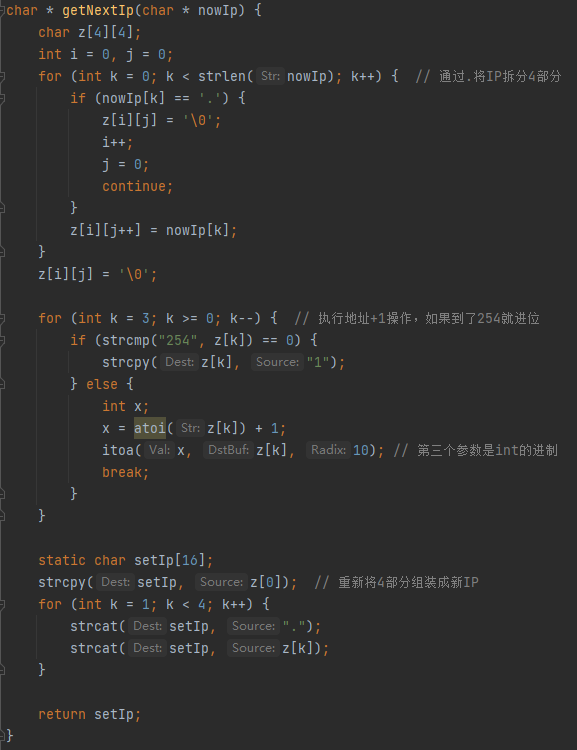 char * getNextIp(char * nowIp) {
    char z[4][4];
    int i = 0, j = 0;
    for (int k = 0; k < strlen( Str: nowIp); k++) {  // 通过.将IP拆分4部分
        if (nowIp[k] == '.') {
            z[i][j] = '\0';
            i++;
            j = 0;
            continue;
        }
        z[i][j++] = nowIp[k];
    }
    z[i][j] = '\0';

    for (int k = 3; k >= 0; k--) {  // 执行地址+1操作，如果到了254就进位
        if (strcmp("254", z[k]) == 0) {
            strcpy( Dest: z[k], Source: "1");
        } else {
            int x;
            x = atoi( Str: z[k]) + 1;
            itoa( Val: x, DstBuf: z[k], Radix: 10); // 第三个参数是int的进制
            break;
        }
    }

    static char setIp[16];
    strcpy( Dest: setIp, Source: z[0]);  // 重新将4部分组装成新IP
    for (int k = 1; k < 4; k++) {
        strcat( Dest: setIp, Source: ".");
        strcat( Dest: setIp, Source: z[k]);
    }

    return setIp;
}